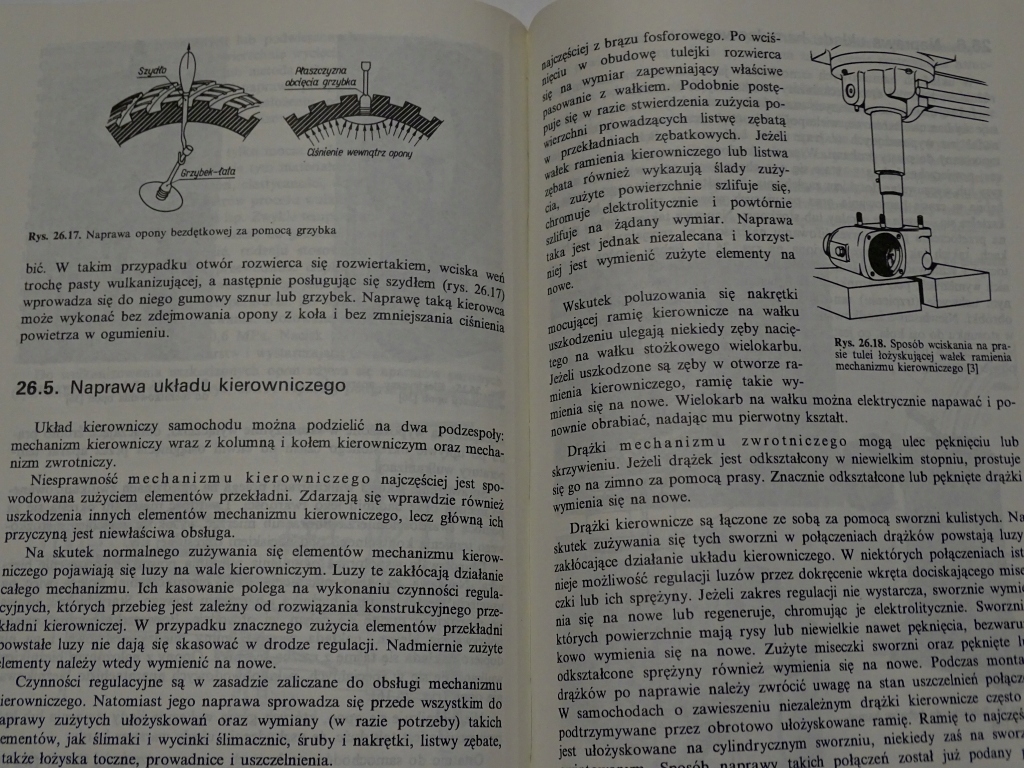 Szydło
Grzybek-łata
Płaszczyzna
obcięcia grzybka
Ciśnienie wewnątrz opony
Rys. 26.17. Naprawa opony bezdętkowej za pomocą grzybka
bić. W takim przypadku otwór rozwierca się rozwiertakiem, wciska weń
trochę pasty wulkanizującej, a następnie posługując się szydłem (rys. 26.17)
wprowadza się do niego gumowy sznur lub grzybek. Naprawę taką kierowca
może wykonać bez zdejmowania opony z koła i bez zmniejszania ciśnienia
powietrza w ogumieniu.
26.5. Naprawa układu kierowniczego
Układ kierowniczy samochodu można podzielić na dwa podzespoły:
mechanizm kierowniczy wraz z kolumną i kołem kierowniczym oraz mecha-
nizm zwrotniczy.
Niesprawność mechanizmu kierowniczego najczęściej jest spo-
wodowana zużyciem elementów przekładni. Zdarzają się wprawdzie również
uszkodzenia innych elementów mechanizmu kierowniczego, lecz główną ich
przyczyną jest niewłaściwa obsługa.
Na skutek normalnego zużywania się elementów mechanizmu kierow-
niczego pojawiają się luzy na wale kierowniczym. Luzy te zakłócają działanie
całego mechanizmu. Ich kasowanie polega na wykonaniu czynności regula-
cyjnych, których przebieg jest zależny od rozwiązania konstrukcyjnego prze-
kładni kierowniczej. W przypadku znacznego zużycia elementów przekładni
powstałe luzy nie dają się skasować w drodze regulacji. Nadmiernie zużyte
elementy należy wtedy wymienić na nowe.
Czynności regulacyjne są w zasadzie zaliczane do obsługi mechanizmu
kierowniczego. Natomiast jego naprawa sprowadza się przede wszystkim do
naprawy zużytych ułożyskowań oraz wymiany (w razie potrzeby) takich
elementów, jak ślimaki i wycinki ślimacznic, śruby i nakrętki, listwy zębate,
także łożyska toczne, prowadnice i uszczelnienia.
najczęściej z brązu fosforowego. Po wciś-
nięciu w obudowę tulejki rozwierca
się na wymiar zapewniający właściwe
pasowanie z wałkiem. Podobnie postę-
puje się w razie stwierdzenia zużycia po-
wierzchni prowadzących listwę zębatą
w przekładniach zębatkowych. Jeżeli
wałek ramienia kierowniczego lub listwa
zębata również wykazują ślady zuży-
cia, zużyte powierzchnie szlifuje się,
chromuje elektrolitycznie i powtórnie
szlifuje na żądany wymiar. Naprawa
taka jest jednak niezalecana i korzyst-
niej jest wymienić zużyte elementy na
nowe.
Wskutek poluzowania się nakrętki
mocującej ramię kierownicze na wałku
uszkodzeniu ulegają niekiedy zęby nacię-
tego na wałku stożkowego wielokarbu.
Jeżeli uszkodzone są zęby w otworze ra-
mienia kierowniczego, ramię takie wy-
mienia się na nowe. Wielokarb na wałku można elektrycznie napawać i po-
nownie obrabiać, nadając mu pierwotny kształt.
Rys. 26.18. Sposób wciskania na pra-
sie tulei łożyskującej wałek ramienia
mechanizmu kierowniczego [3]
Drążki mechanizmu zwrotniczego mogą ulec pęknięciu lub
skrzywieniu. Jeżeli drążek jest odkształcony w niewielkim stopniu, prostuje
się go na zimno za pomocą prasy. Znacznie odkształcone lub pęknięte drążki
wymienia się na nowe.
Drążki kierownicze są łączone ze sobą za pomocą sworzni kulistych. Na
skutek zużywania się tych sworzni w połączeniach drążków powstają luzy
zakłócające działanie układu kierowniczego. W niektórych połączeniach ist
nieje możliwość regulacji luzów przez dokręcenie wkręta dociskającego mise
czki lub ich sprężyny. Jeżeli zakres regulacji nie wystarcza, sworznie wymie
nia się na nowe lub regeneruje, chromując je elektrolitycznie. Sworzni
których powierzchnie mają rysy lub niewielkie nawet pęknięcia, bezwaru
kowo wymienia się na nowe. Zużyte miseczki sworzni oraz pęknięte lu
odkształcone sprężyny również wymienia się na nowe. Podczas monta
drążków po naprawie należy zwrócić uwagę na stan uszczelnień połącz
W samochodach o zawieszeniu niezależnym drążki kierownicze często
podtrzymywane przez obrotowo ułożyskowane ramię. Ramię to najczęś
jest ułożyskowane na cylindrycznym sworzniu, niekiedy zaś na sworz
Sposób naprawy takich połączeń został już podany